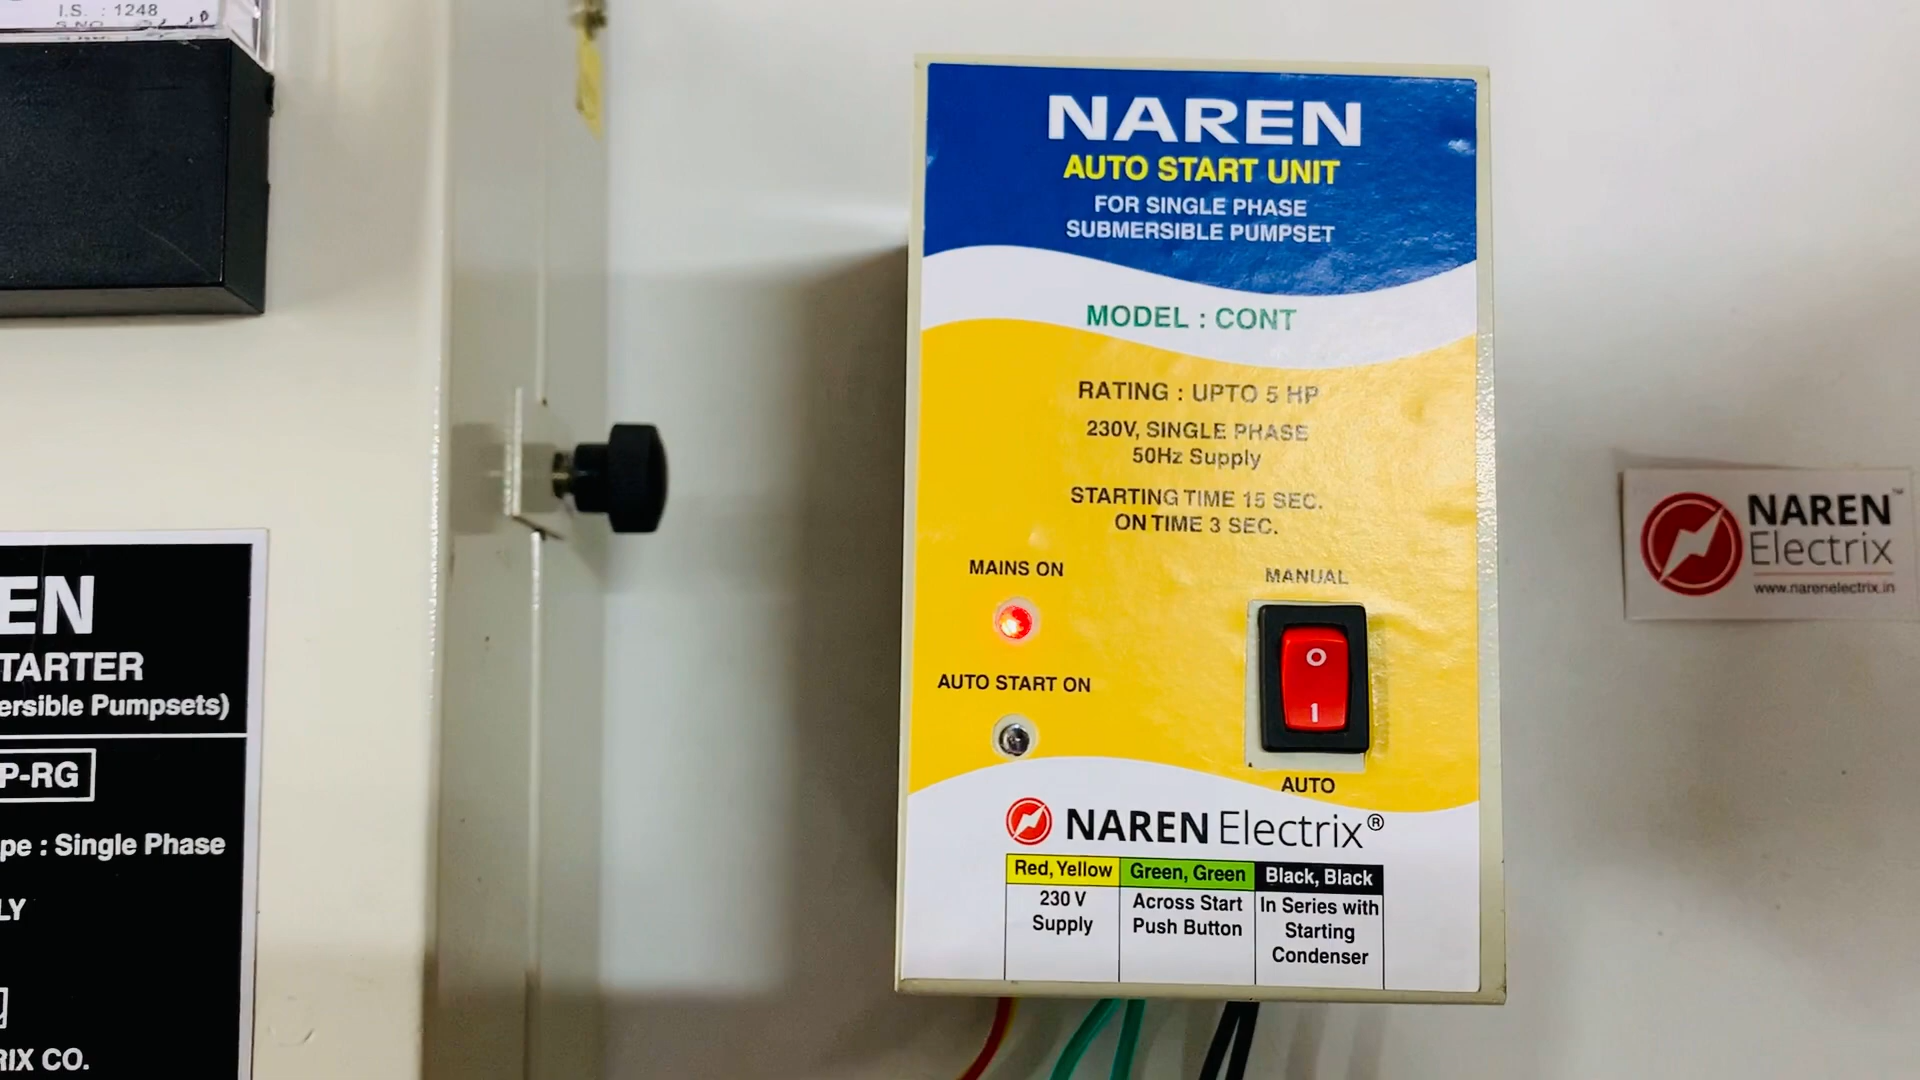 I.S. : 1248
S.NO
EN
TARTER
ersible Pumpsets)
P-RG
pe : Single Phase
LY
RIX CO.
NAREN
AUTO START UNIT
FOR SINGLE PHASE
SUBMERSIBLE PUMPSET
MODEL : CONT
RATING : UPTO 5 HP
230V, SINGLE PHASE
50Hz Supply
STARTING TIME 15 SEC.
ON TIME 3 SEC.
MAINS ON
MANUAL
O
I
AUTO START ON
AUTO
NAREN Electrix®
Red, Yellow Green, Green Black, Black
230 V Across Start In Series with
Supply Push Button Starting
Condenser
NAREN™
Electrix
www.narenelectrix.in